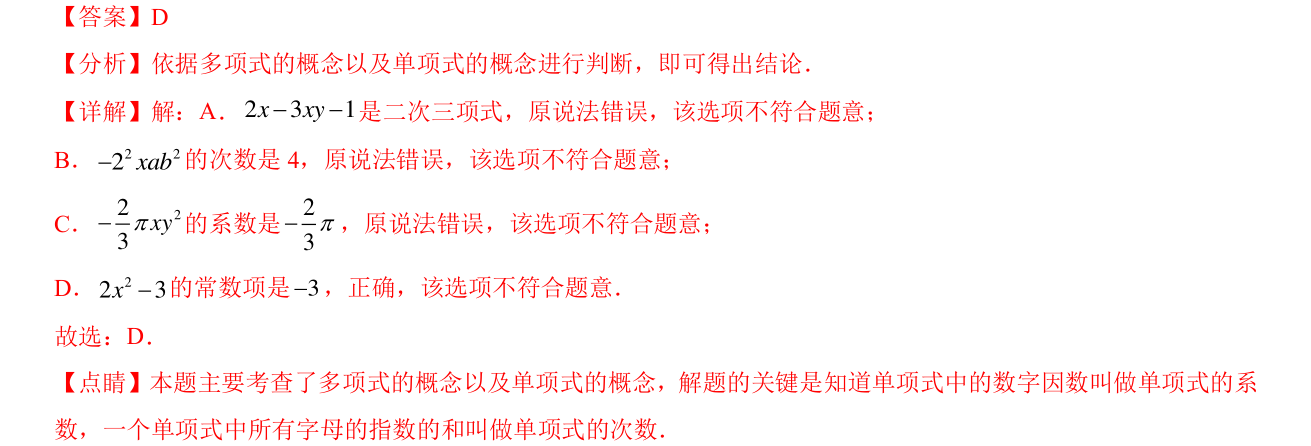 【答案】D
【分析】依据多项式的概念以及单项式的概念进行判断，即可得出结论．
【详解】解：A．2x−3xy−1是二次三项式，原说法错误，该选项不符合题意；
B．−2²xab²的次数是 4，原说法错误，该选项不符合题意；
C．−2/3πxy²的系数是−2/3π，原说法错误，该选项不符合题意；
D．2x²−3的常数项是−3，正确，该选项不符合题意．
故选：D．
【点睛】本题主要考查了多项式的概念以及单项式的概念，解题的关键是知道单项式中的数字因数叫做单项式的系
数，一个单项式中所有字母的指数的和叫做单项式的次数．